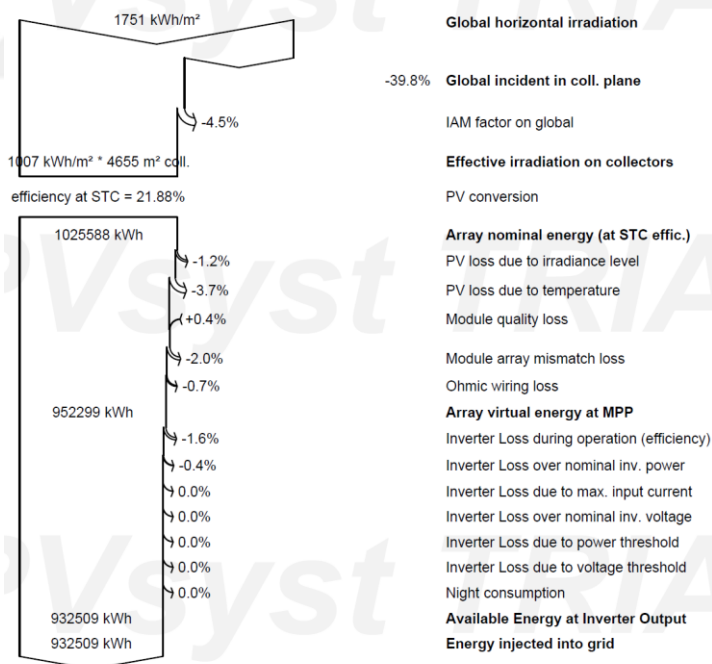 1751 kWh/m² Global horizontal irradiation
-39.8% Global incident in coll. plane
-4.5% IAM factor on global
1007 kWh/m² * 4655 m² coll. Effective irradiation on collectors
efficiency at STC = 21.88% PV conversion
1025588 kWh Array nominal energy (at STC effic.)
-1.2% PV loss due to irradiance level
-3.7% PV loss due to temperature
+0.4% Module quality loss
-2.0% Module array mismatch loss
-0.7% Ohmic wiring loss
952299 kWh Array virtual energy at MPP
-1.6% Inverter Loss during operation (efficiency)
-0.4% Inverter Loss over nominal inv. power
0.0% Inverter Loss due to max. input current
0.0% Inverter Loss over nominal inv. voltage
0.0% Inverter Loss due to power threshold
0.0% Inverter Loss due to voltage threshold
0.0% Night consumption
932509 kWh Available Energy at Inverter Output
932509 kWh Energy injected into grid
PVsyst TRIA
PVsyst TRIA